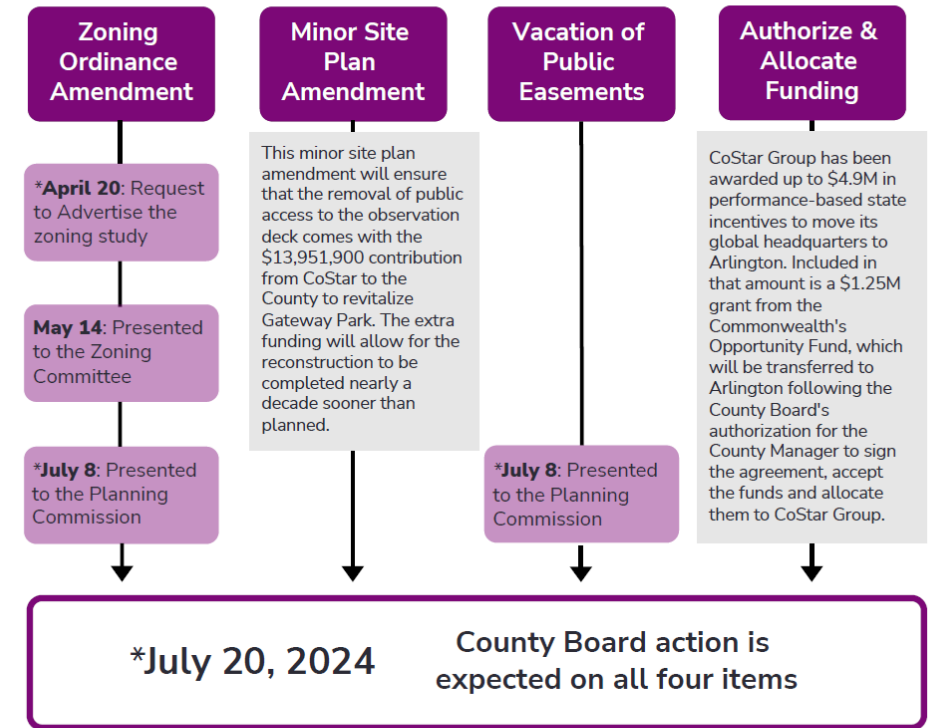 Zoning
Ordinance
Amendment
*April 20: Request
to Advertise the
zoning study
May 14: Presented
to the Zoning
Committee
*July 8: Presented
to the Planning
Commission
Minor Site
Plan
Amendment
This minor site plan
amendment will ensure
that the removal of public
access to the observation
deck comes with the
$13,951,900 contribution
from CoStar to the
County to revitalize
Gateway Park. The extra
funding will allow for the
reconstruction to be
completed nearly a
decade sooner than
planned.
Vacation of
Public
Easements
*July 8: Presented
to the Planning
Commission
Authorize &
Allocate
Funding
CoStar Group has been
awarded up to $4.9M in
performance-based state
incentives to move its
global headquarters to
Arlington. Included in
that amount is a $1.25M
grant from the
Commonwealth's
Opportunity Fund, which
will be transferred to
Arlington following the
County Board's
authorization for the
County Manager to sign
the agreement, accept
the funds and allocate
them to CoStar Group.
*July 20, 2024
County Board action is
expected on all four items